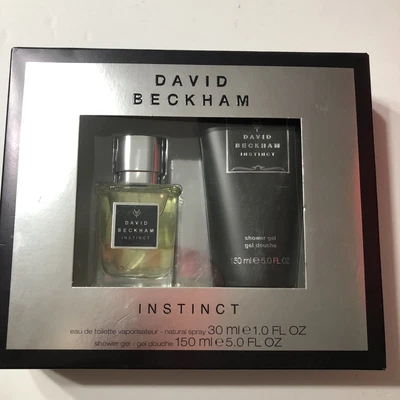 DAVID
BECKHAM
DAVID
BECKHAM
INSTINCT
DAVID
BECKHAM
INSTINCT
shower gel
gel douche
150 ml e 5.0 FL OZ
INSTINCT
eau de toilette vaporisateur - natural spray 30 ml e 1.0 FL OZ
shower gel - gel douche 150 ml e 5.0 FL OZ